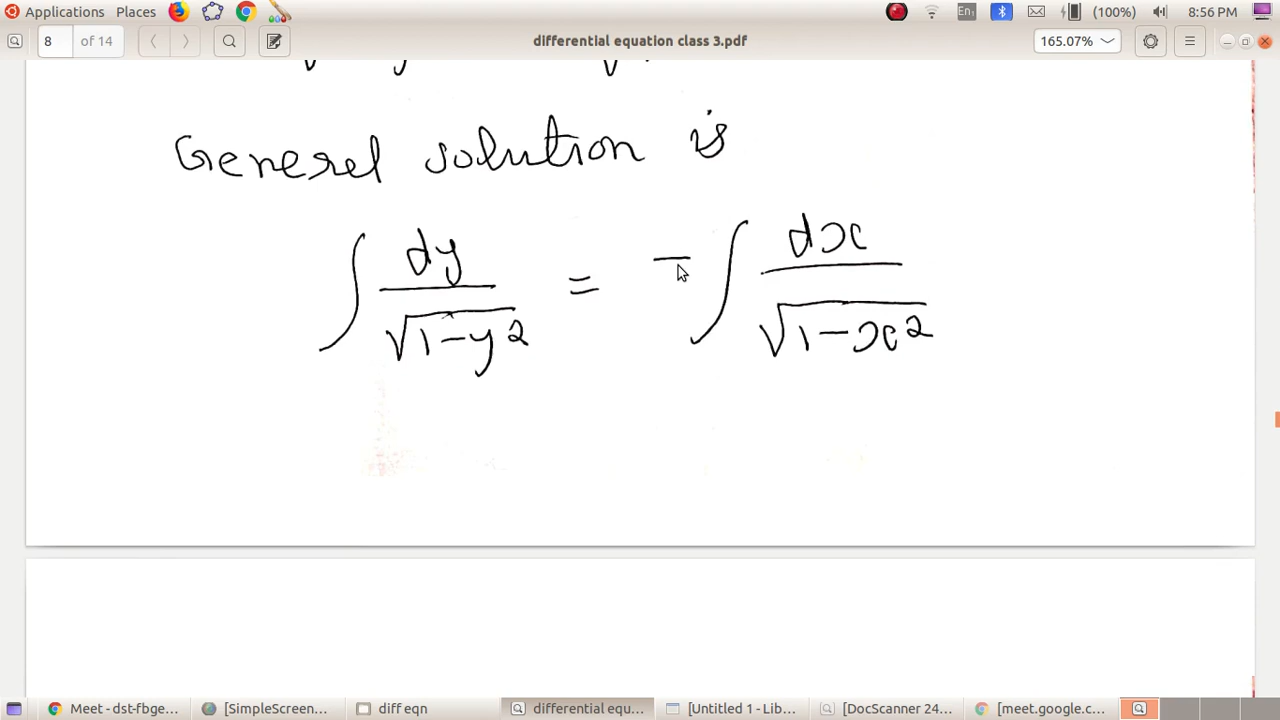 Applications Places En₁ (100%) 8:56 PM
8 of 14 differential equation class 3.pdf 165.07%
Generel solution is
∫ dy/√(1-y²) = -∫ dx/√(1-x²)
Meet - dst-fbge... [SimpleScreen... diff eqn differential equ... [Untitled 1 - Lib... [DocScanner 24... [meet.google.c...